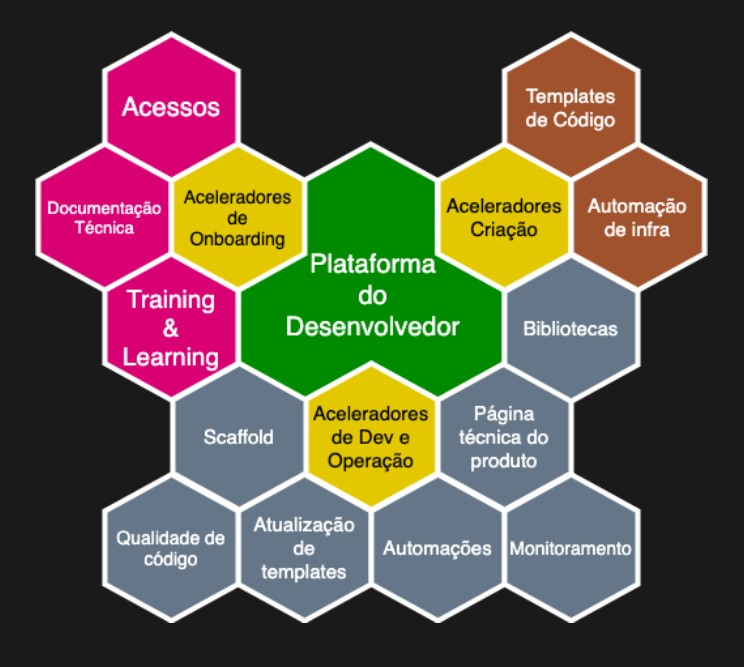 Acessos
Templates
de Código
Documentação
Técnica
Aceleradores
de
Onboarding
Aceleradores
Criação
Automação
de infra
Plataforma
do
Desenvolvedor
Training
&
Learning
Bibliotecas
Scaffold
Aceleradores
de Dev e
Operação
Página
técnica do
produto
Qualidade de
código
Atualização
de
templates
Automações
Monitoramento